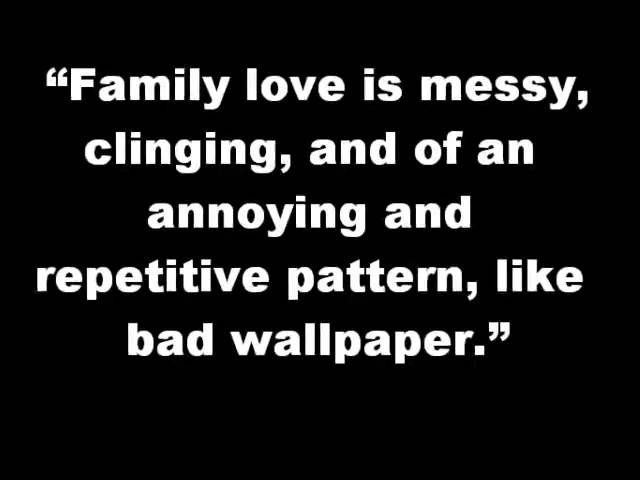 “Family love is messy,
clinging, and of an
annoying and
repetitive pattern, like
bad wallpaper.”